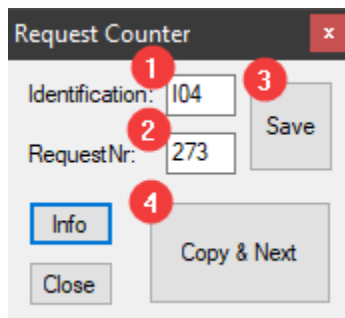 Request Counter x
1
Identification: I04
3
Save
2
RequestNr: 273
4
Info
Copy & Next
Close